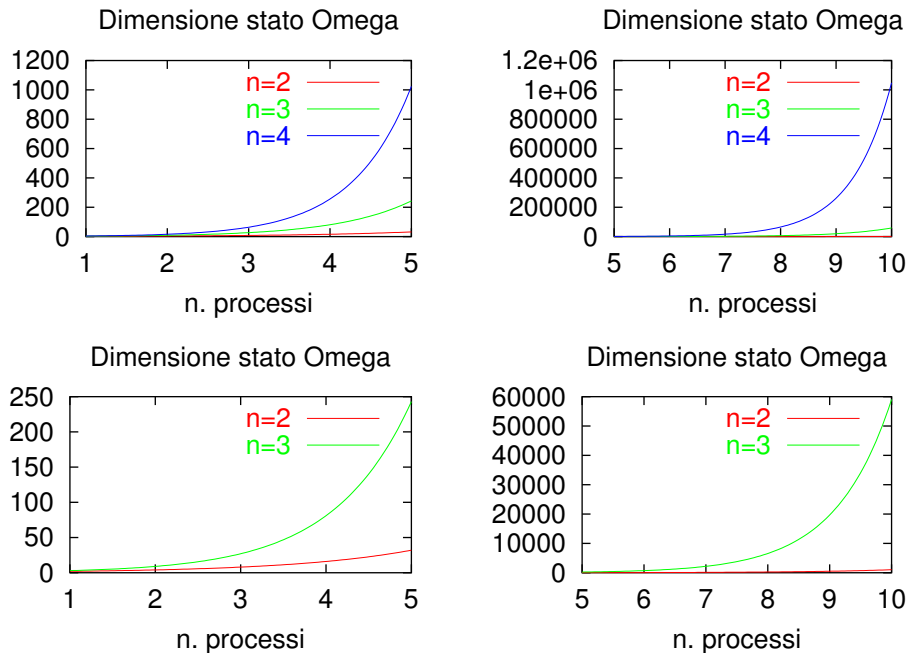 Dimensione stato Omega
1200
1000
800
600
400
200
0
n=2
n=3
n=4
1 2 3 4 5
n. processi
Dimensione stato Omega
1.2e+06
1e+06
800000
600000
400000
200000
0
n=2
n=3
n=4
5 6 7 8 9 10
n. processi
Dimensione stato Omega
250
200
150
100
50
0
n=2
n=3
1 2 3 4 5
n. processi
Dimensione stato Omega
60000
50000
40000
30000
20000
10000
0
n=2
n=3
5 6 7 8 9 10
n. processi